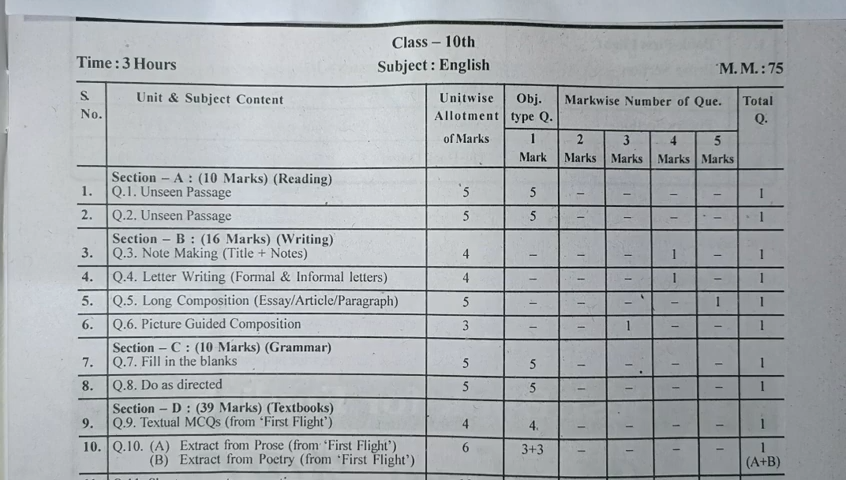 Class – 10th
Time : 3 Hours Subject : English M. M. : 75
S. No. Unit & Subject Content Unitwise Allotment of Marks Obj. type Q. Markwise Number of Que. Total Q.
1 Mark 2 Marks 3 Marks 4 Marks 5 Marks
Section – A : (10 Marks) (Reading)
1. Q.1. Unseen Passage 5 5 – – – – 1
2. Q.2. Unseen Passage 5 5 – – – – 1
Section – B : (16 Marks) (Writing)
3. Q.3. Note Making (Title + Notes) 4 – – – 1 – 1
4. Q.4. Letter Writing (Formal & Informal letters) 4 – – – 1 – 1
5. Q.5. Long Composition (Essay/Article/Paragraph) 5 – – – – 1 1
6. Q.6. Picture Guided Composition 3 – – 1 – – 1
Section – C : (10 Marks) (Grammar)
7. Q.7. Fill in the blanks 5 5 – – – – 1
8. Q.8. Do as directed 5 5 – – – – 1
Section – D : (39 Marks) (Textbooks)
9. Q.9. Textual MCQs (from ‘First Flight’) 4 4 – – – – 1
10. Q.10. (A) Extract from Prose (from ‘First Flight’) 6 3+3 – – – – 1
(B) Extract from Poetry (from ‘First Flight’) (A+B)